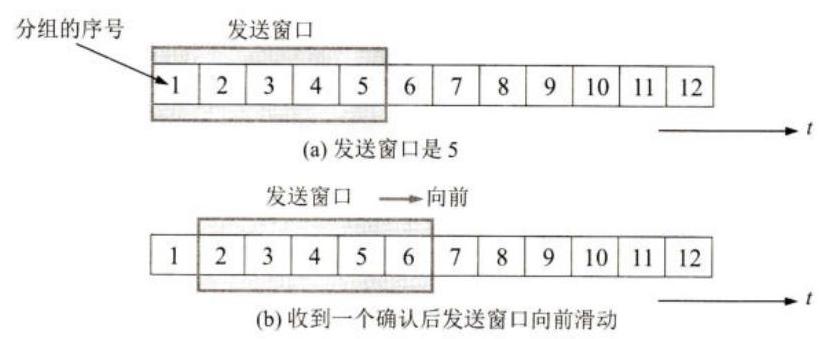 分组的序号
发送窗口
1 2 3 4 5 6 7 8 9 10 11 12
t
(a) 发送窗口是 5
发送窗口 向前
1 2 3 4 5 6 7 8 9 10 11 12
t
(b) 收到一个确认后发送窗口向前滑动